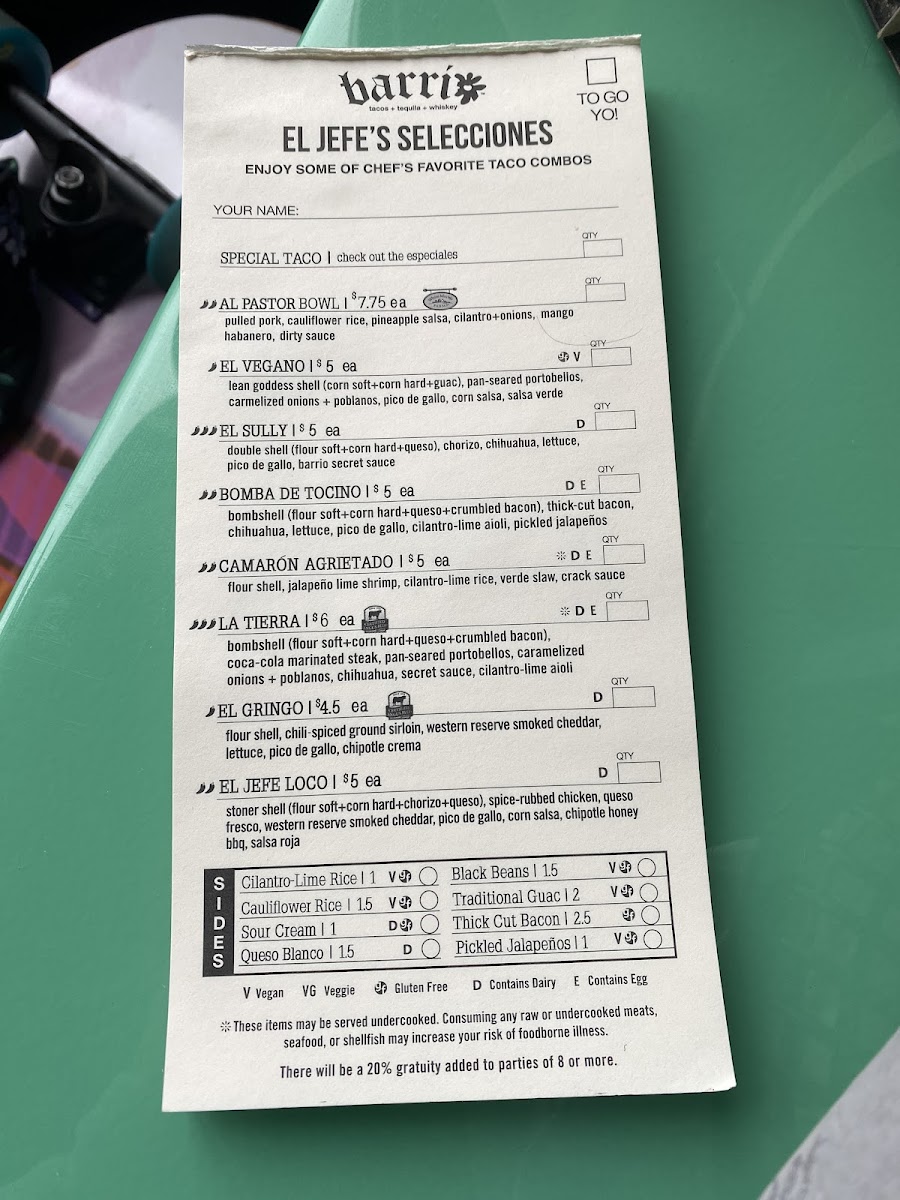 barrio
tacos + tequila + whiskey
TO GO
YO!
EL JEFE'S SELECCIONES
ENJOY SOME OF CHEF'S FAVORITE TACO COMBOS
YOUR NAME:
QTY
SPECIAL TACO | check out the especiales
QTY
AL PASTOR BOWL | $7.75 ea
pulled pork, cauliflower rice, pineapple salsa, cilantro+onions, mango
habanero, dirty sauce
QTY
EL VEGANO | $5 ea GF V
lean goddess shell (corn soft+corn hard+guac), pan-seared portobellos,
carmelized onions + poblanos, pico de gallo, corn salsa, salsa verde
QTY
EL SULLY | $5 ea D
double shell (flour soft+corn hard+queso), chorizo, chihuahua, lettuce,
pico de gallo, barrio secret sauce
QTY
BOMBA DE TOCINO | $5 ea D E
bombshell (flour soft+corn hard+queso+crumbled bacon), thick-cut bacon,
chihuahua, lettuce, pico de gallo, cilantro-lime aioli, pickled jalapeños
QTY
CAMARÓN AGRIETADO | $5 ea ※ D E
flour shell, jalapeño lime shrimp, cilantro-lime rice, verde slaw, crack sauce
QTY
LA TIERRA | $6 ea ※ D E
bombshell (flour soft+corn hard+queso+crumbled bacon),
coca-cola marinated steak, pan-seared portobellos, caramelized
onions + poblanos, chihuahua, secret sauce, cilantro-lime aioli
QTY
EL GRINGO | $4.5 ea D
flour shell, chili-spiced ground sirloin, western reserve smoked cheddar,
lettuce, pico de gallo, chipotle crema
QTY
EL JEFE LOCO | $5 ea D
stoner shell (flour soft+corn hard+chorizo+queso), spice-rubbed chicken, queso
fresco, western reserve smoked cheddar, pico de gallo, corn salsa, chipotle honey
bbq, salsa roja
SIDES
Cilantro-Lime Rice | 1 V GF
Cauliflower Rice | 1.5 V GF
Sour Cream | 1 D GF
Queso Blanco | 1.5 D
Black Beans | 1.5 V GF
Traditional Guac | 2 V GF
Thick Cut Bacon | 2.5 GF
Pickled Jalapeños | 1 V GF
V Vegan VG Veggie GF Gluten Free D Contains Dairy E Contains Egg
※ These items may be served undercooked. Consuming any raw or undercooked meats,
seafood, or shellfish may increase your risk of foodborne illness.
There will be a 20% gratuity added to parties of 8 or more.